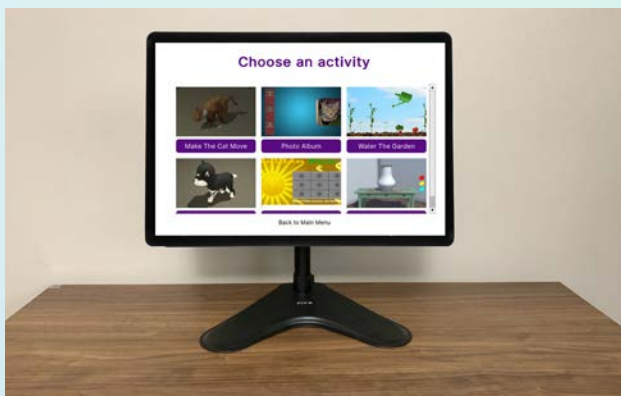 Choose an activity
Make The Cat Move
Photo Album
Water The Garden
Back to Main Menu